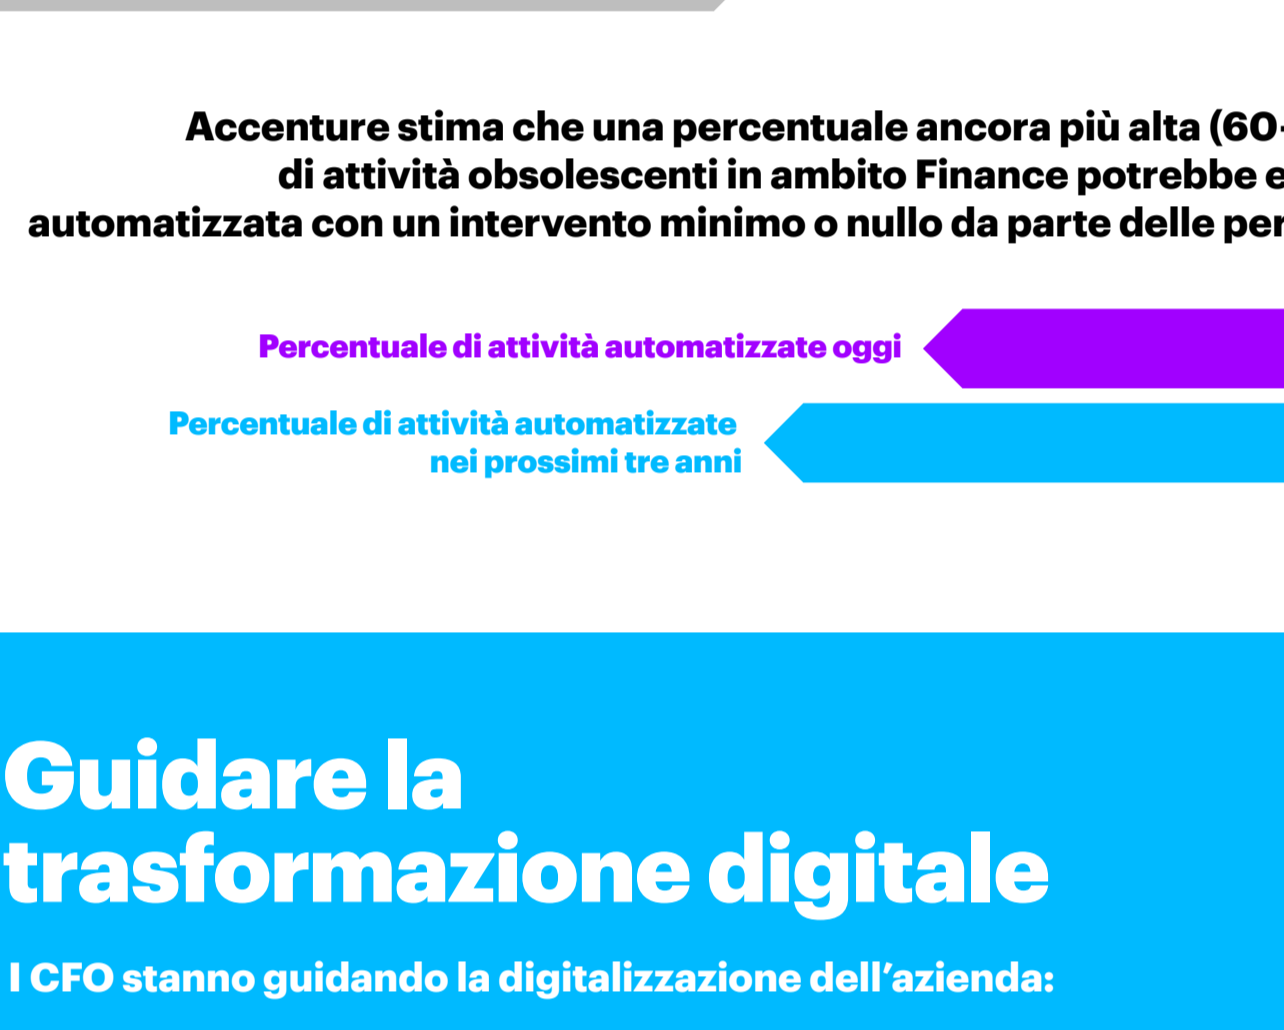 Accenture stima che una percentuale ancora più alta (60-
di attività obsolescenti in ambito Finance potrebbe
automatizzata con un intervento minimo o nullo da parte delle
Percentuale di attività automatizzate oggi
Percentuale di attività automatizzate
nei prossimi tre anni
Guidare la
trasformazione digitale
I CFO stanno guidando la digitalizzazione dell’azienda: